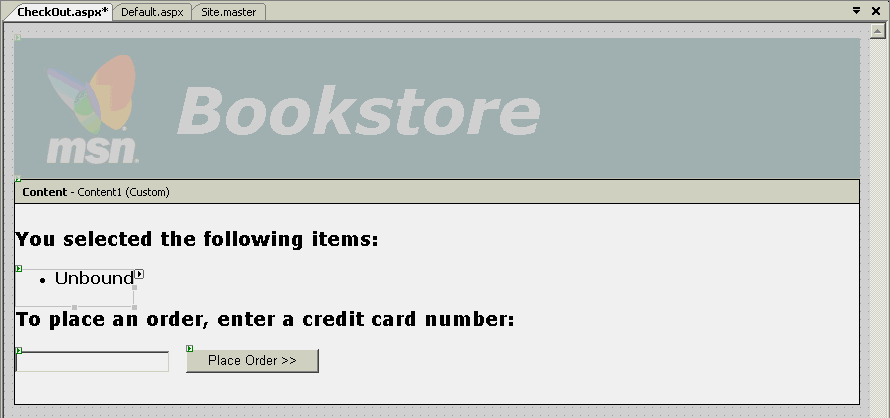 CheckOut.aspx* Default.aspx Site.master
msn
Bookstore
Content - Content1 (Custom)
You selected the following items:
• Unbound
To place an order, enter a credit card number:
Place Order >>